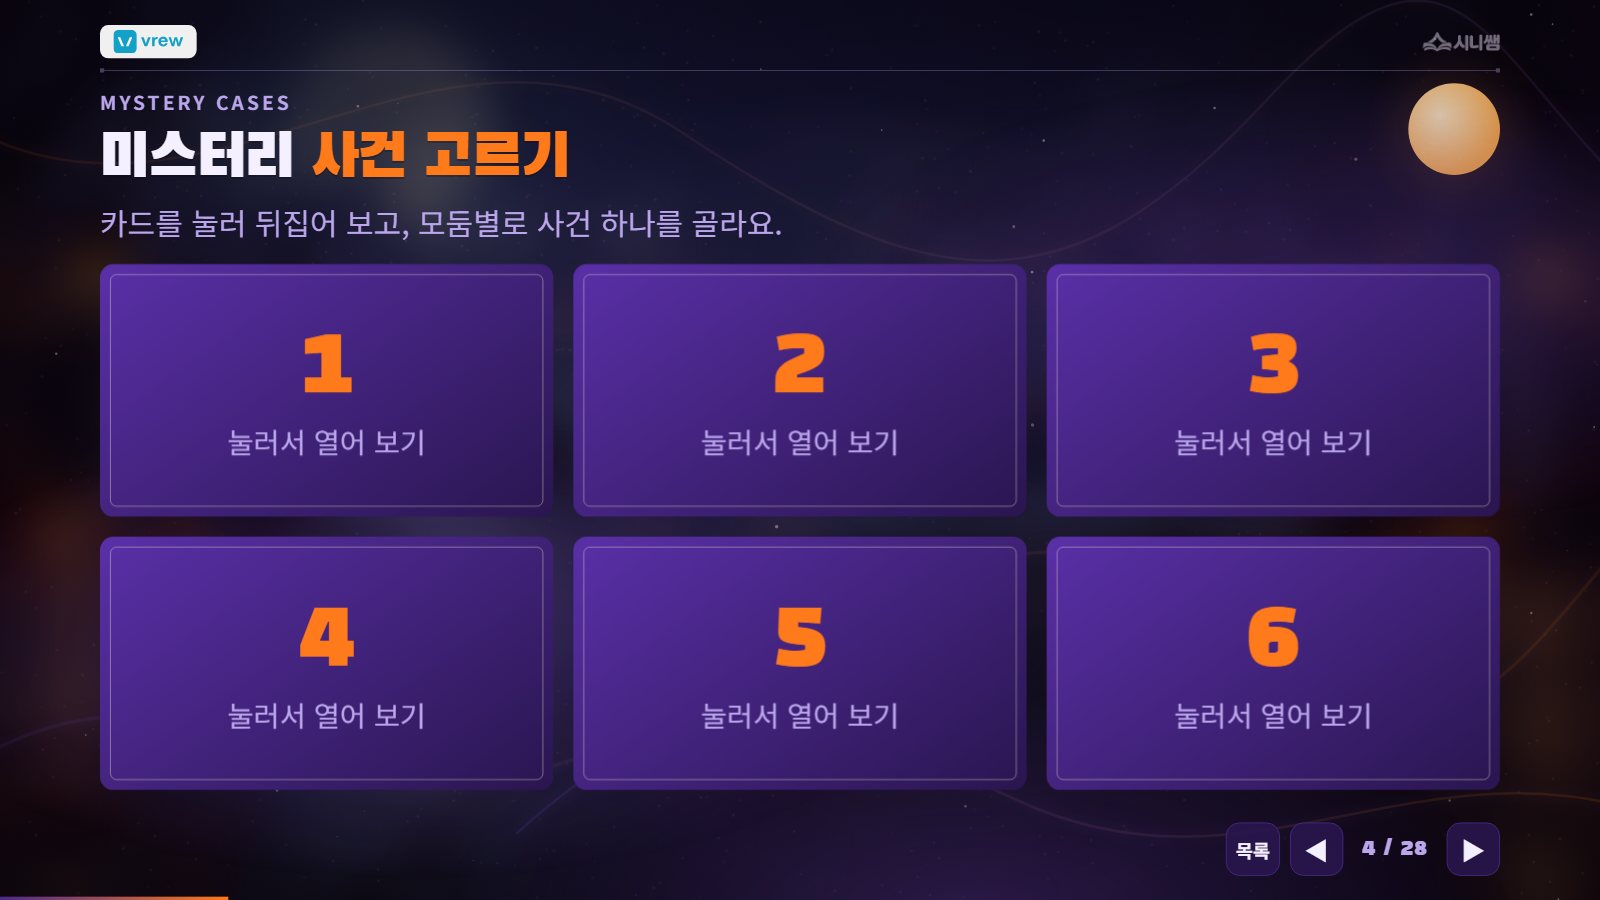 vrew
시니쌤
MYSTERY CASES
미스터리 사건 고르기
카드를 눌러 뒤집어 보고, 모둠별로 사건 하나를 골라요.
1
눌러서 열어 보기
2
눌러서 열어 보기
3
눌러서 열어 보기
4
눌러서 열어 보기
5
눌러서 열어 보기
6
눌러서 열어 보기
목록
4 / 28